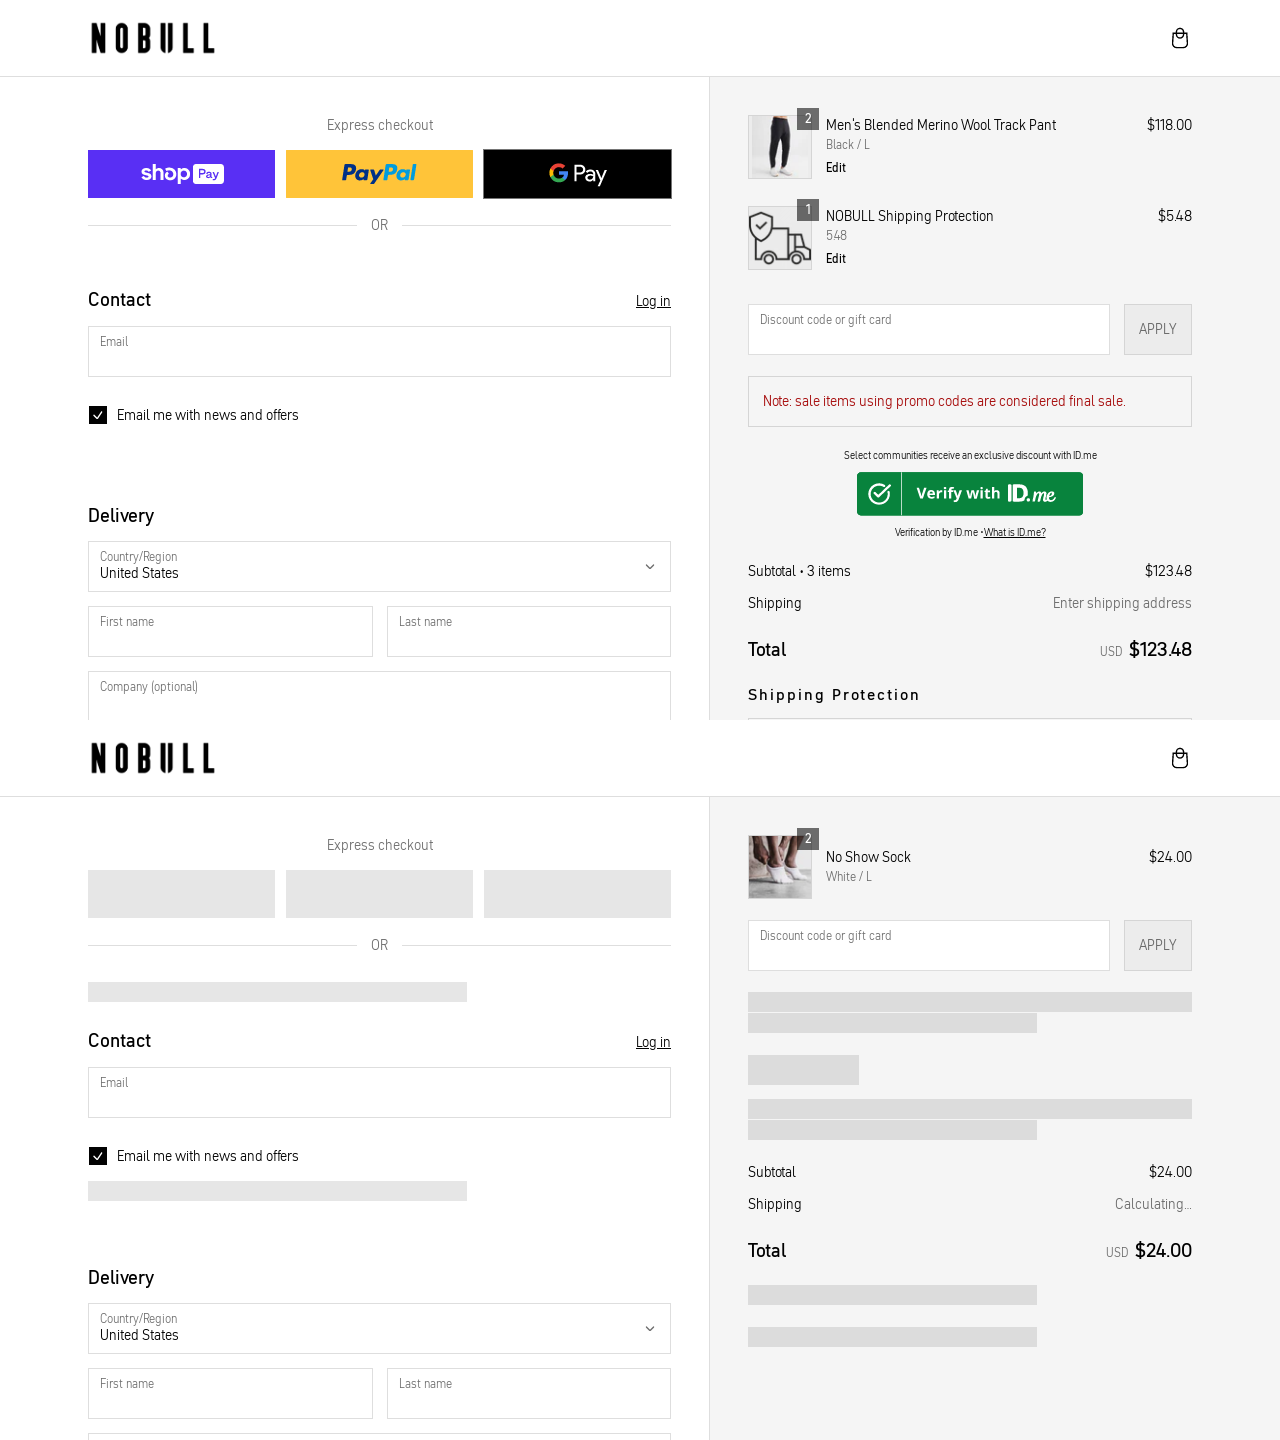 NOBULL
Express checkout
shop Pay
PayPal
G Pay
OR
Contact
Log in
Email
Email me with news and offers
Delivery
Country/Region
United States
First name
Last name
Company (optional)
2
Men's Blended Merino Wool Track Pant
$118.00
Black / L
Edit
1
NOBULL Shipping Protection
$5.48
548
Edit
Discount code or gift card
APPLY
Note: sale items using promo codes are considered final sale.
Select communities receive an exclusive discount with ID.me
Verify with ID.me
Verification by ID.me • What is ID.me?
Subtotal • 3 items
$123.48
Shipping
Enter shipping address
Total
USD $123.48
Shipping Protection
NOBULL
Express checkout
OR
Contact
Log in
Email
Email me with news and offers
Delivery
Country/Region
United States
First name
Last name
2
No Show Sock
$24.00
White / L
Discount code or gift card
APPLY
Subtotal
$24.00
Shipping
Calculating...
Total
USD $24.00